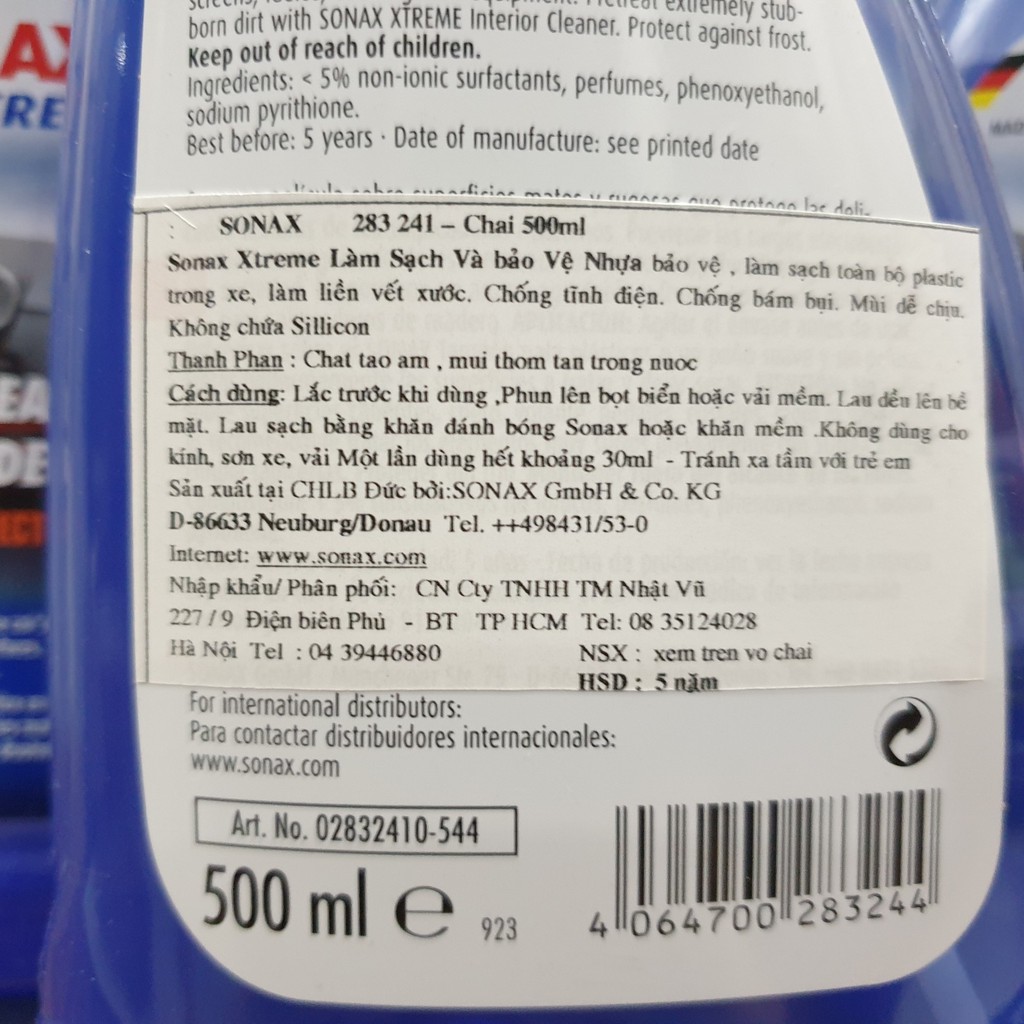 born dirt with SONAX XTREME Interior Cleaner. Protect against frost.
Keep out of reach of children.
Ingredients: < 5% non-ionic surfactants, perfumes, phenoxyethanol,
sodium pyrithione.
Best before: 5 years · Date of manufacture: see printed date
SONAX 283 241 – Chai 500ml
Sonax Xtreme Làm Sạch Và bảo Vệ Nhựa bảo vệ , làm sạch toàn bộ plastic
trong xe, làm liền vết xước. Chống tĩnh điện. Chống bám bụi. Mùi dễ chịu.
Không chứa Sillicon
Thanh Phan : Chat tao am , mui thom tan trong nuoc
Cách dùng: Lắc trước khi dùng ,Phun lên bọt biển hoặc vải mềm. Lau đều lên bề
mặt. Lau sạch bằng khăn đánh bóng Sonax hoặc khăn mềm .Không dùng cho
kính, sơn xe, vải Một lần dùng hết khoảng 30ml - Tránh xa tầm với trẻ em
Sản xuất tại CHLB Đức bởi:SONAX GmbH & Co. KG
D-86633 Neuburg/Donau Tel. ++498431/53-0
Internet: www.sonax.com
Nhập khẩu/ Phân phối: CN Cty TNHH TM Nhật Vũ
227 / 9 Điện biên Phủ - BT TP HCM Tel: 08 35124028
Hà Nội Tel : 04 39446880 NSX : xem tren vo chai
HSD : 5 năm
For international distributors:
Para contactar distribuidores internacionales:
www.sonax.com
Art. No. 02832410-544
500 ml ℮ 923
4 064700 283244